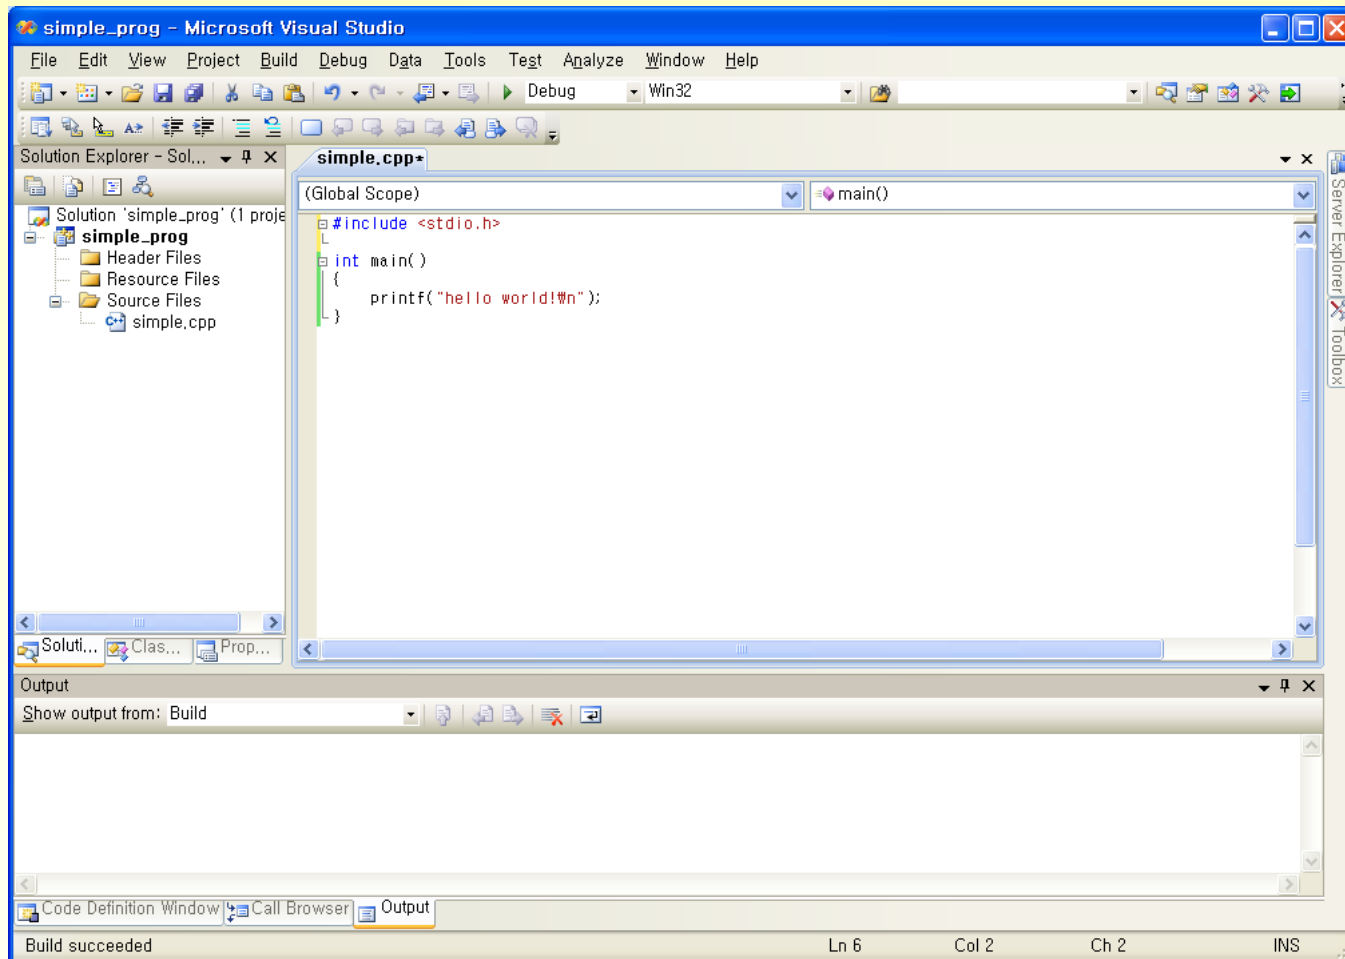 simple_prog - Microsoft Visual Studio
File Edit View Project Build Debug Data Tools Test Analyze Window Help
Debug Win32
Solution Explorer - Sol...
simple.cpp*
(Global Scope) main()
Solution 'simple_prog' (1 proje
simple_prog
Header Files
Resource Files
Source Files
simple.cpp
#include <stdio.h>
int main()
{
printf("hello world!₩n");
}
Server Explorer
Toolbox
Soluti... Clas... Prop...
Output
Show output from: Build
Code Definition Window Call Browser Output
Build succeeded Ln 6 Col 2 Ch 2 INS